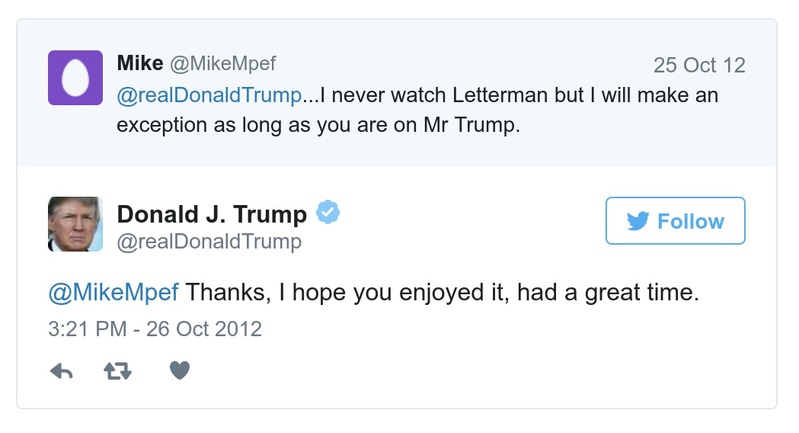 Mike @MikeMpef 25 Oct 12
@realDonaldTrump...I never watch Letterman but I will make an
exception as long as you are on Mr Trump.
Donald J. Trump
@realDonaldTrump
Follow
@MikeMpef Thanks, I hope you enjoyed it, had a great time.
3:21 PM - 26 Oct 2012